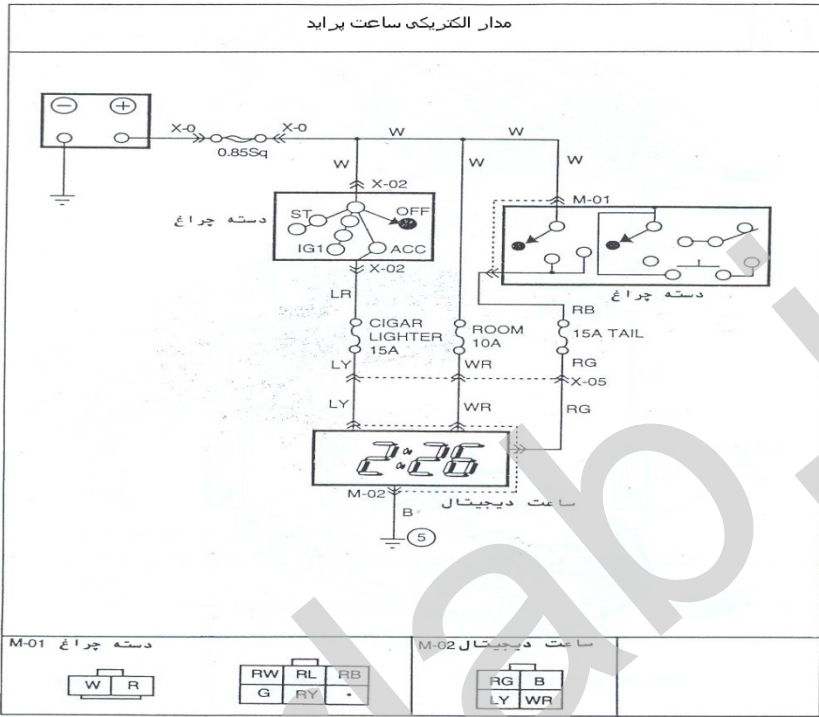 مدار الکتریکی ساعت پراید
− +
X-0 X-0 W W
0.85Sq
W W W
X-02 M-01
دسته چراغ ST OFF
IG1 ACC
X-02
دسته چراغ
LR RB
CIGAR LIGHTER 15A
ROOM 10A
15A TAIL
LY WR RG
X-05
LY WR RG
2:26
M-02 ساعت دیجیتال
B
5
M-01 دسته چراغ
W R
RW RL RB
G RY •
M-02 ساعت دیجیتال
RG B
LY WR
lab